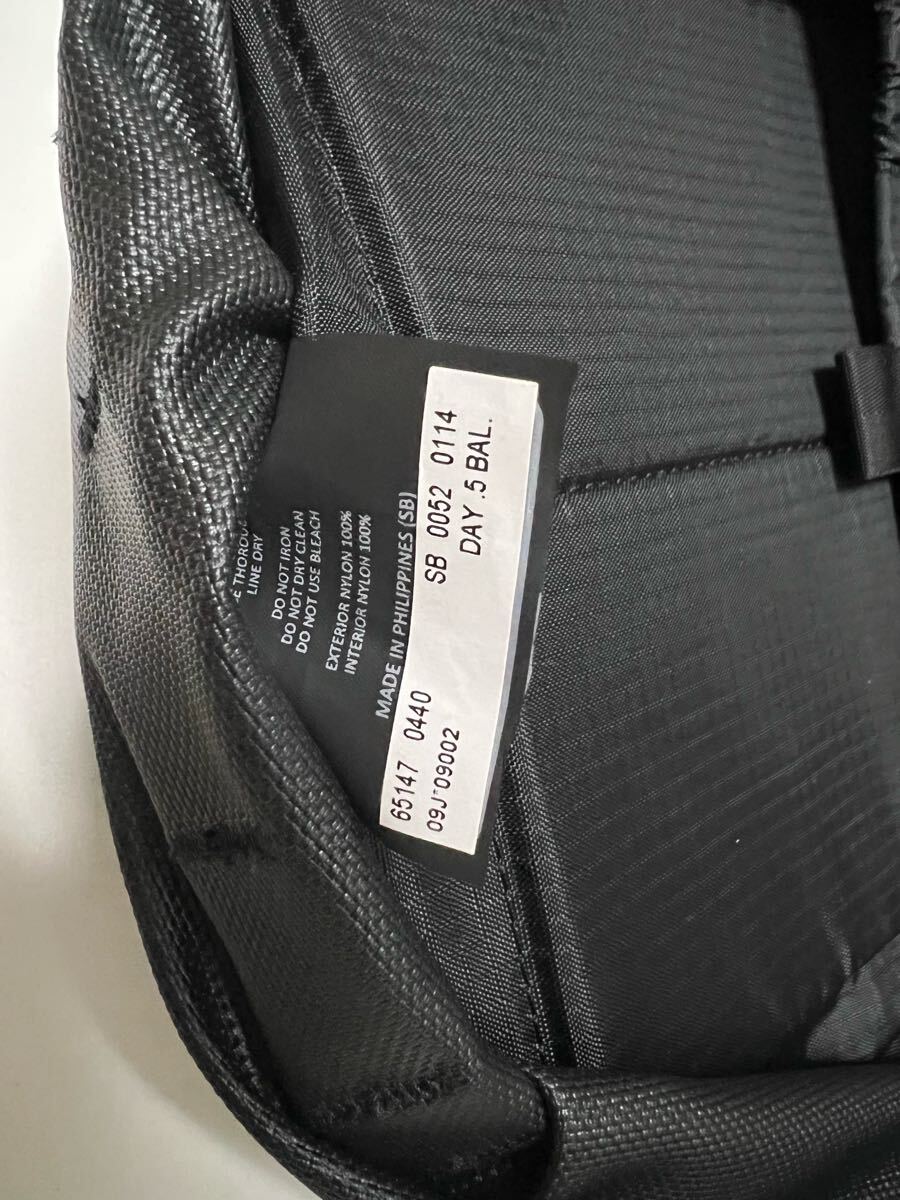 THOROU
LINE DRY
DO NOT IRON
DO NOT DRY CLEAN
DO NOT USE BLEACH
EXTERIOR NYLON 100%
INTERIOR NYLON 100%
MADE IN PHILIPPINES (SB)
65147 0440 SB 0052 0114
09J*09002 DAY .5 BAL.